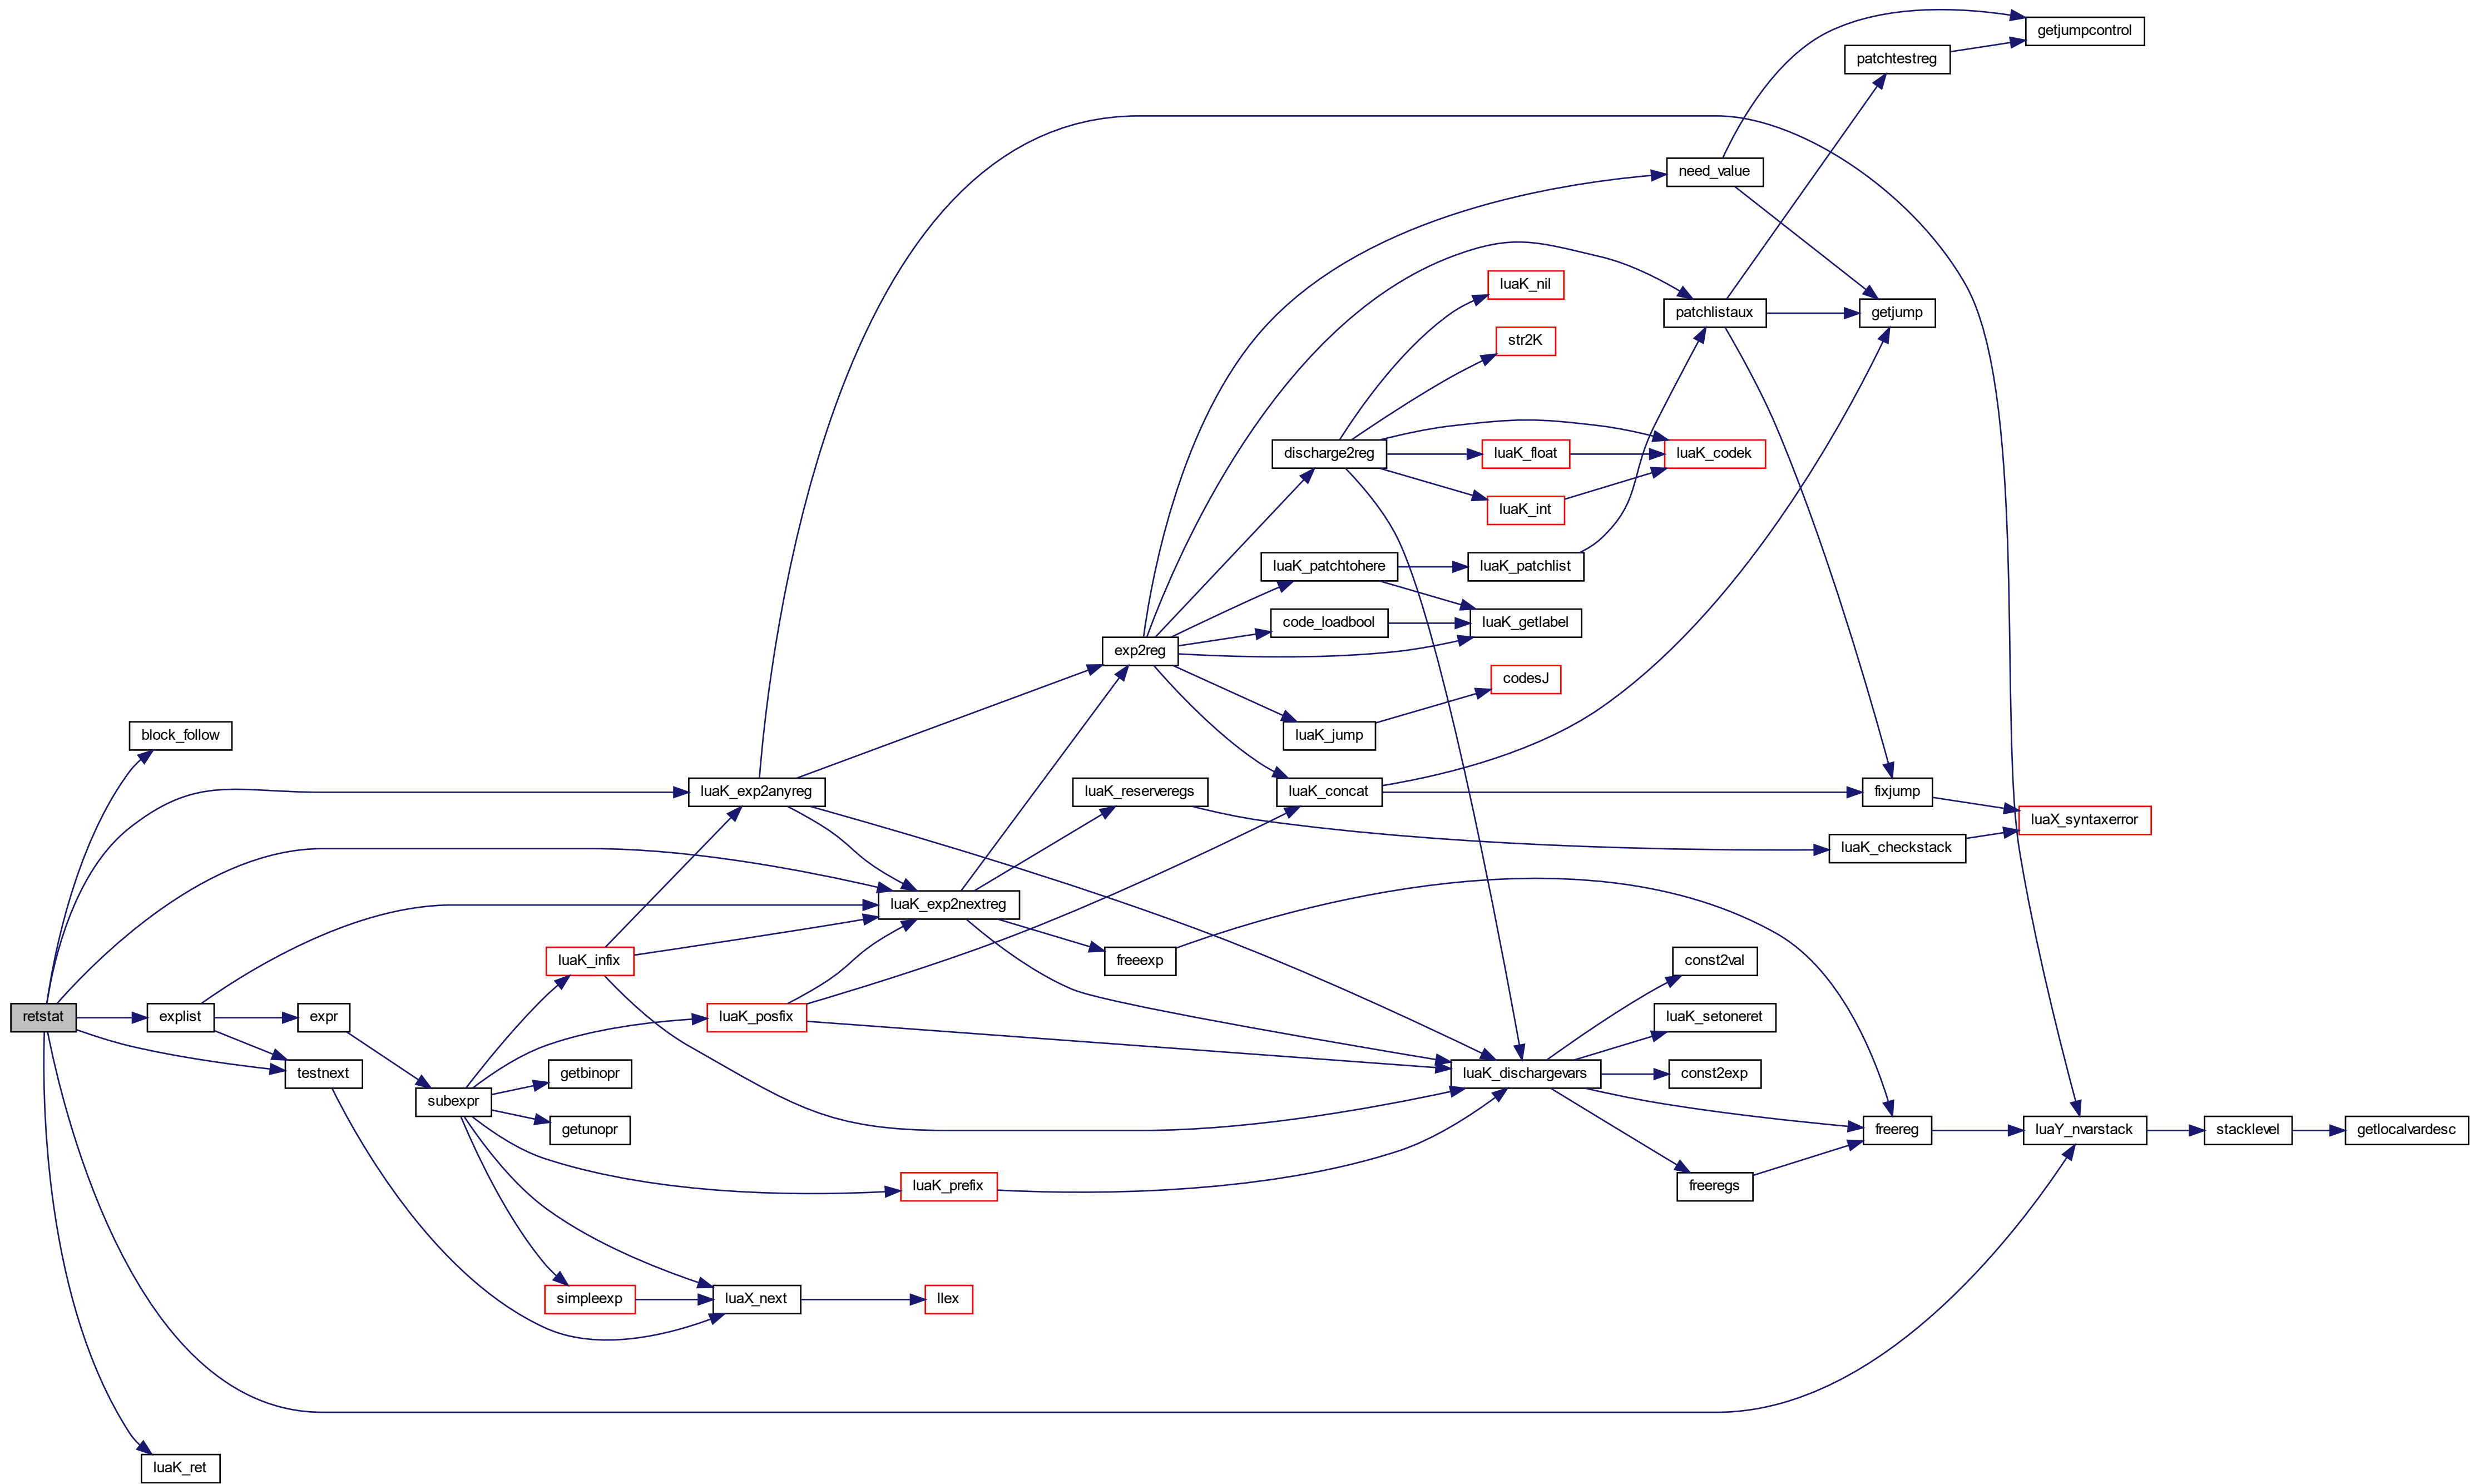 getjumpcontrol
patchtestreg
need_value
luaK_nil
patchlistaux
getjump
str2K
discharge2reg
luaK_float
luaK_codek
luaK_int
luaK_patchtohere
luaK_patchlist
code_loadbool
luaK_getlabel
exp2reg
codesJ
block_follow
luaK_jump
luaK_exp2anyreg
luaK_reserveregs
luaK_concat
fixjump
luaX_syntaxerror
luaK_checkstack
luaK_exp2nextreg
luaK_infix
freeexp
const2val
retstat
explist
expr
luaK_posfix
luaK_setoneret
testnext
getbinopr
luaK_dischargevars
const2exp
subexpr
getunopr
freereg
luaY_nvarstack
stacklevel
getlocalvardesc
luaK_prefix
freeregs
simpleexp
luaX_next
llex
luaK_ret